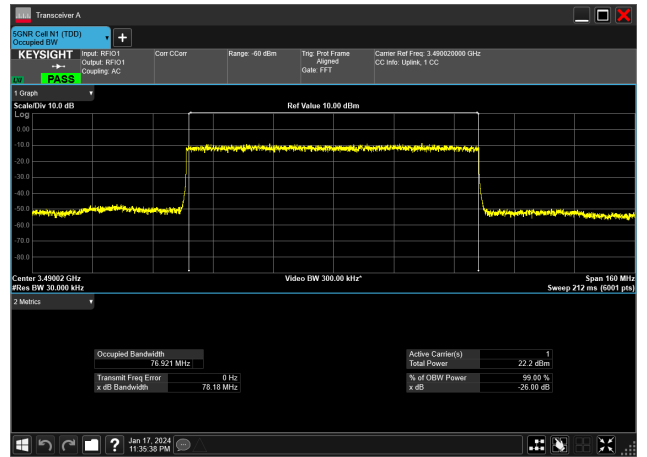 Transceiver A
5GNR Cell N1 (TDD)
Occupied BW
KEYSIGHT
LV
PASS
Input: RFIO1
Output: RFIO1
Coupling: AC
Corr CCorr
Range: -60 dBm
Trig: Prot Frame
Aligned
Gate: FFT
Carrier Ref Freq: 3.490020000 GHz
CC Info: Uplink, 1 CC
1 Graph
Scale/Div 10.0 dB
Ref Value 10.00 dBm
Log
0.00
-10.0
-20.0
-30.0
-40.0
-50.0
-60.0
-70.0
-80.0
Center 3.49002 GHz
Video BW 300.00 kHz*
Span 160 MHz
#Res BW 30.000 kHz
Sweep 212 ms (6001 pts)
2 Metrics
Occupied Bandwidth
76.921 MHz
Transmit Freq Error 0 Hz
x dB Bandwidth 78.18 MHz
Active Carrier(s) 1
Total Power 22.2 dBm
% of OBW Power 99.00 %
x dB -26.00 dB
?
Jan 17, 2024
11:35:38 PM